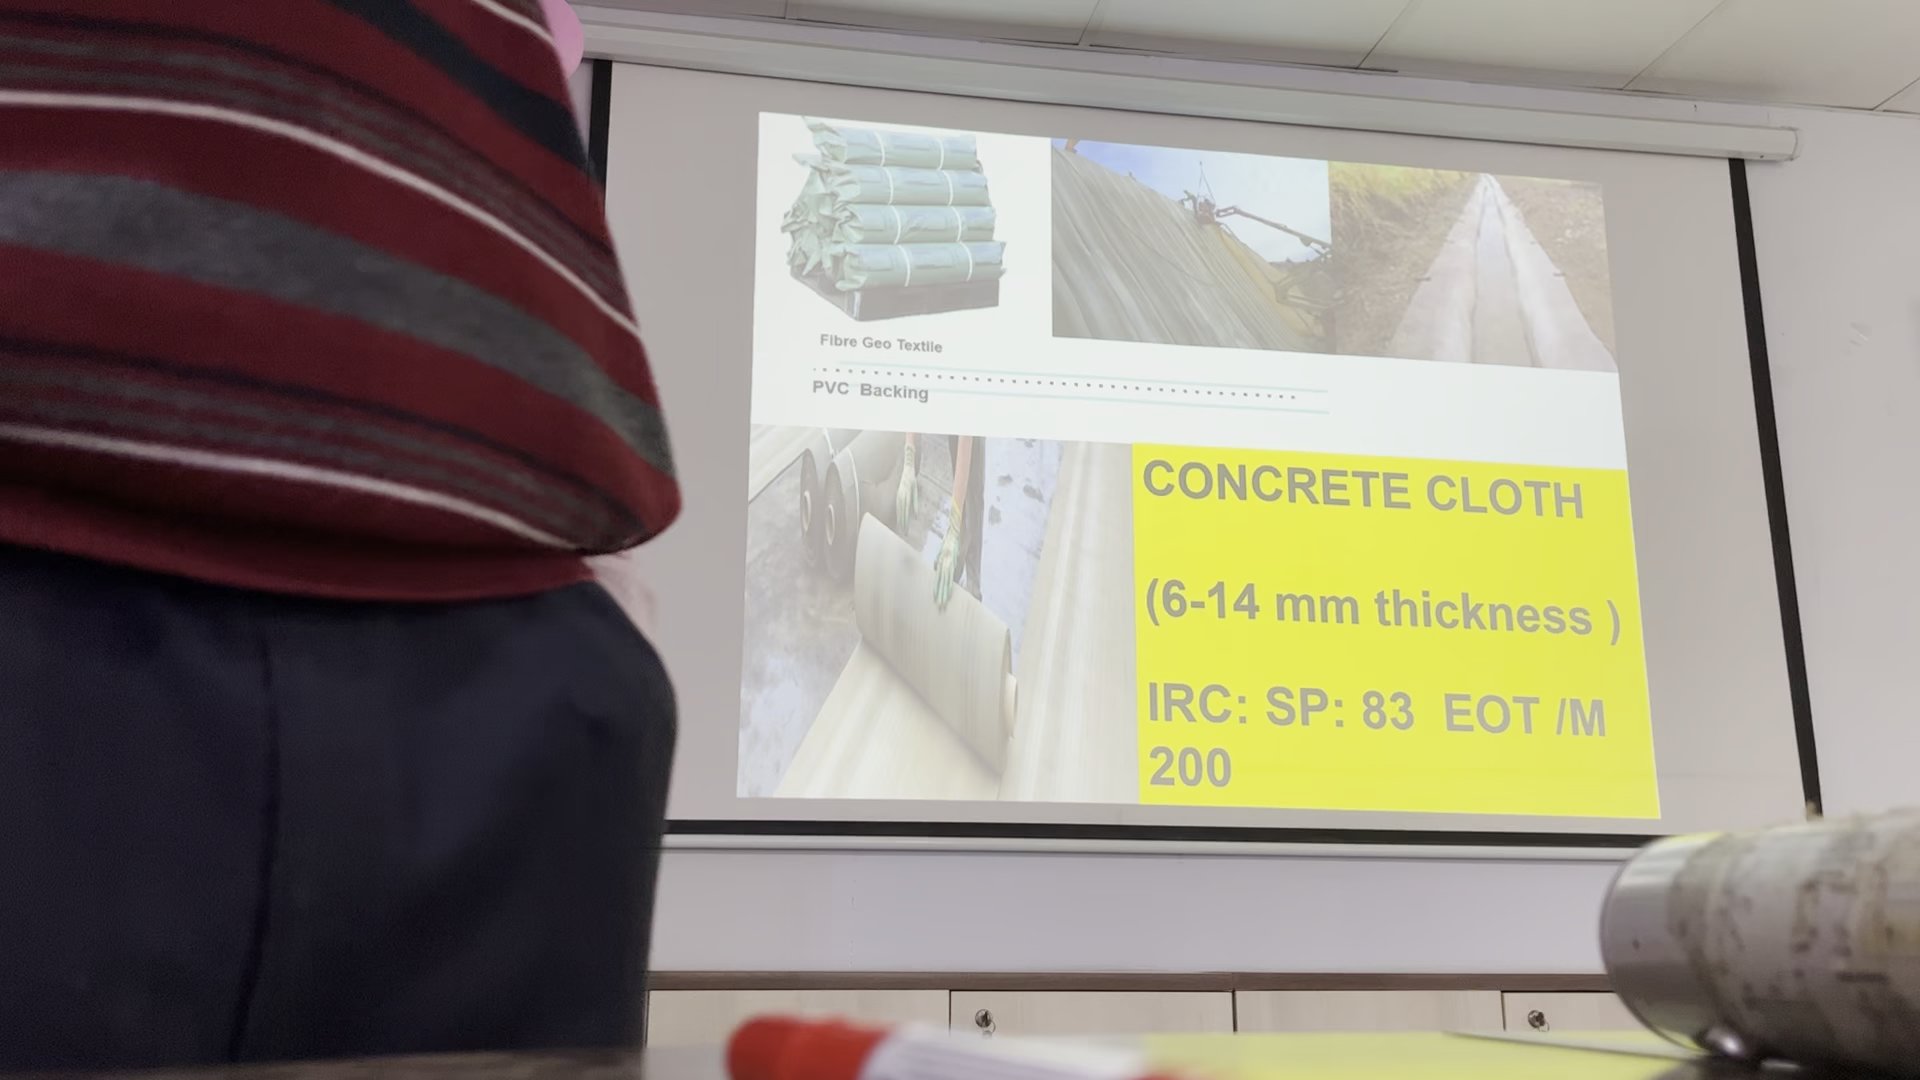 Fibre Geo Textile
PVC Backing
CONCRETE CLOTH
(6-14 mm thickness )
IRC: SP: 83 EOT /M
200